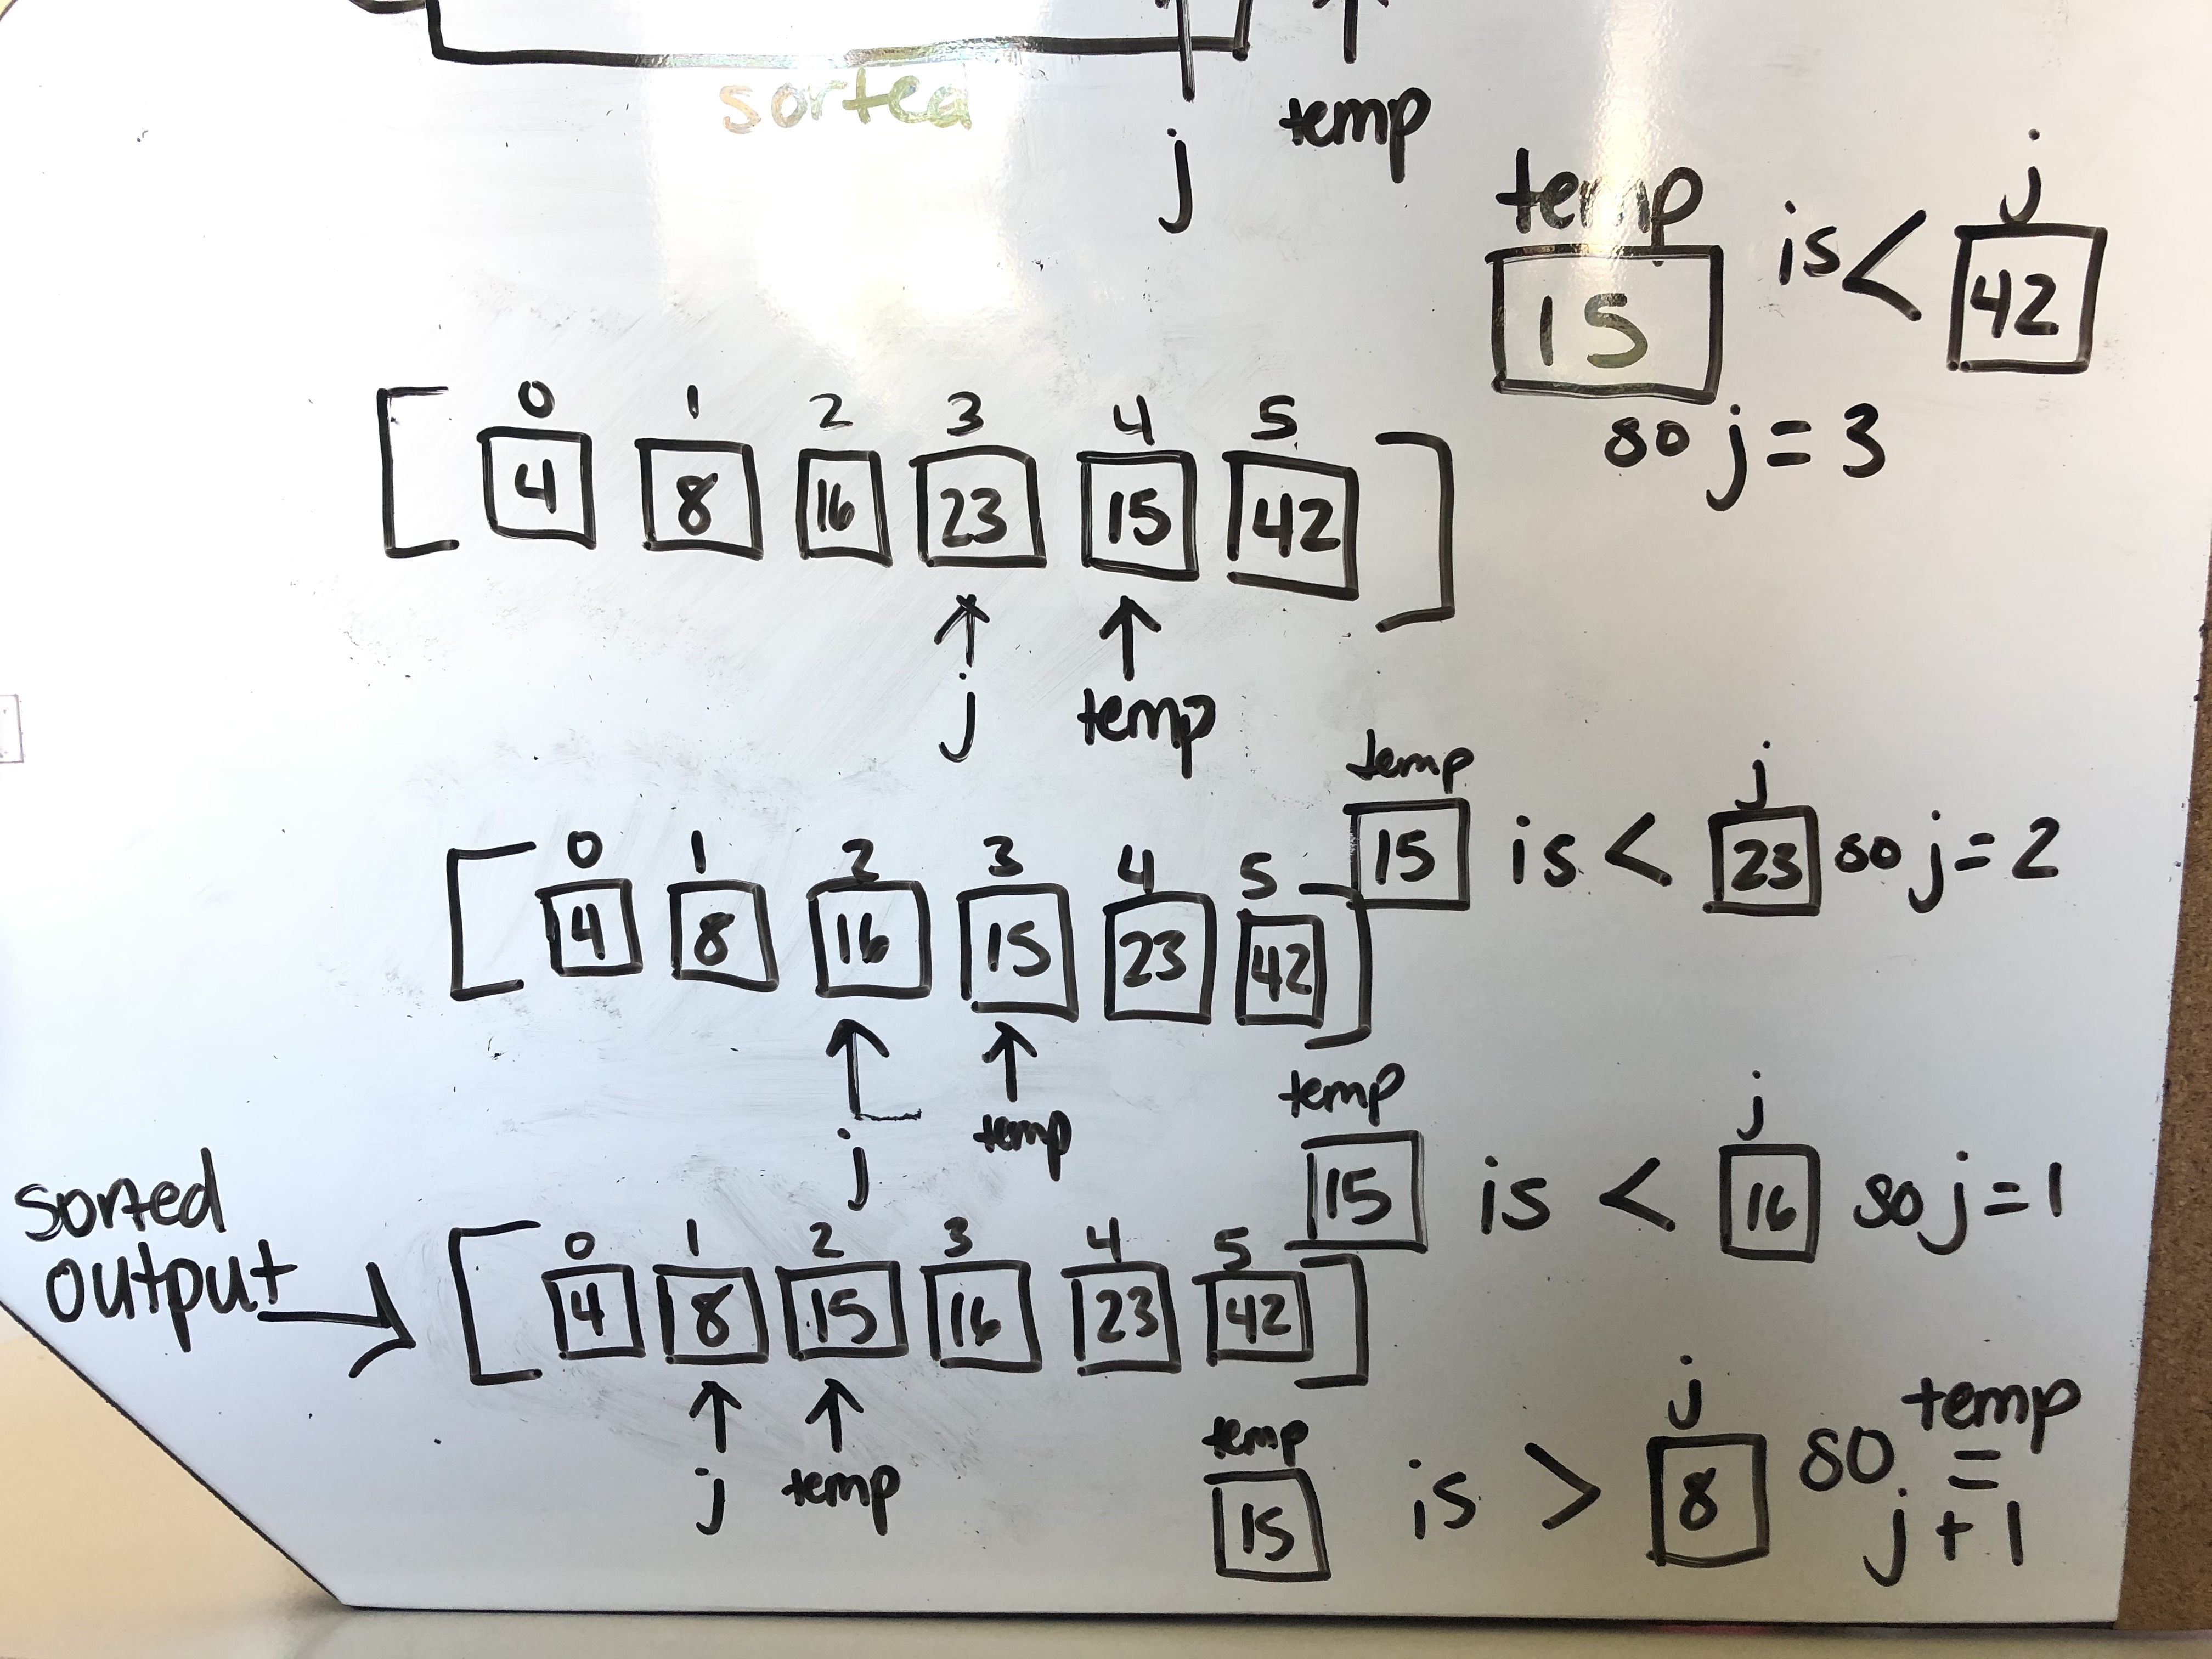 sorted
j
temp
temp j
15 is < 42
so j = 3
0 1 2 3 4 5
[ 4 8 16 23 15 42 ]
j temp
temp j
15 is < 23 so j = 2
0 1 2 3 4 5
[ 4 8 16 15 23 42 ]
j temp
temp j
15 is < 16 so j = 1
sorted
output
0 1 2 3 4 5
[ 4 8 15 16 23 42 ]
j temp
temp j
15 is > 8 so temp
=
j + 1